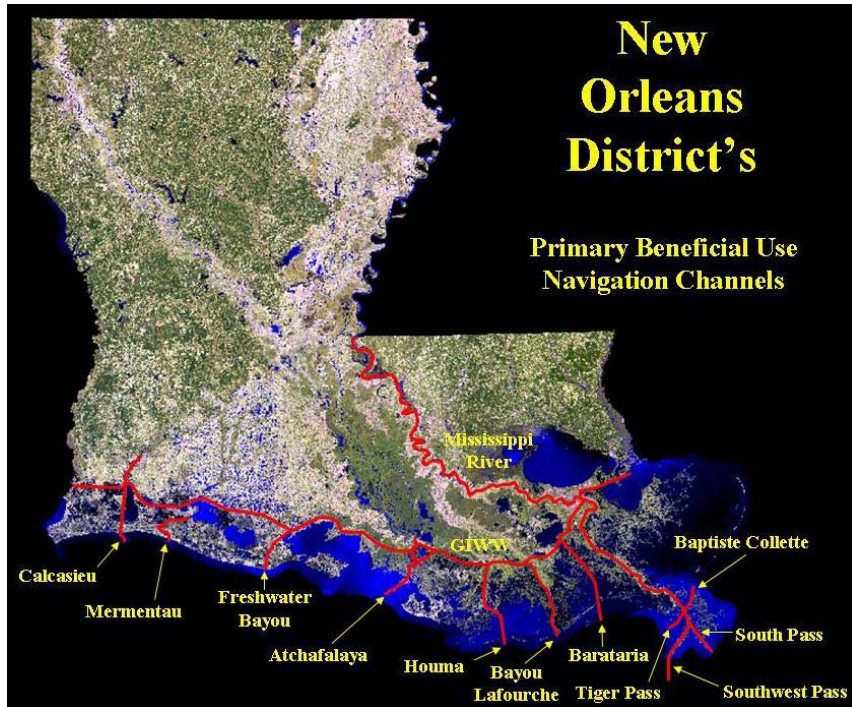 New
Orleans
District's
Primary Beneficial Use
Navigation Channels
Mississippi
River
GIWW
Baptiste Collette
Calcasieu
Mermentau
Freshwater
Bayou
Atchafalaya
Houma
Bayou
Lafourche
Barataria
Tiger Pass
South Pass
Southwest Pass